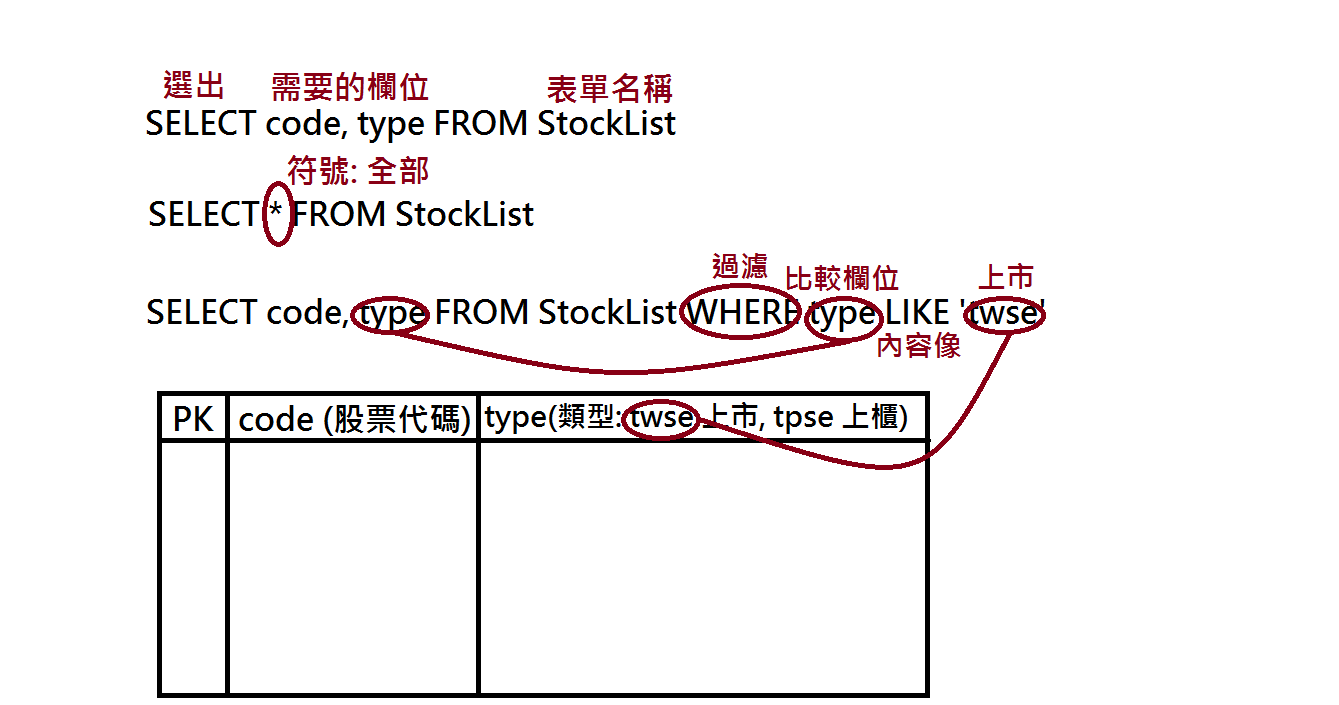 選出 需要的欄位 表單名稱
SELECT code, type FROM StockList
符號: 全部
SELECT * FROM StockList
過濾 比較欄位 上市
SELECT code, type FROM StockList WHERE type LIKE 'twse'
內容像
PK code (股票代碼) type(類型: twse 上市, tpse 上櫃)